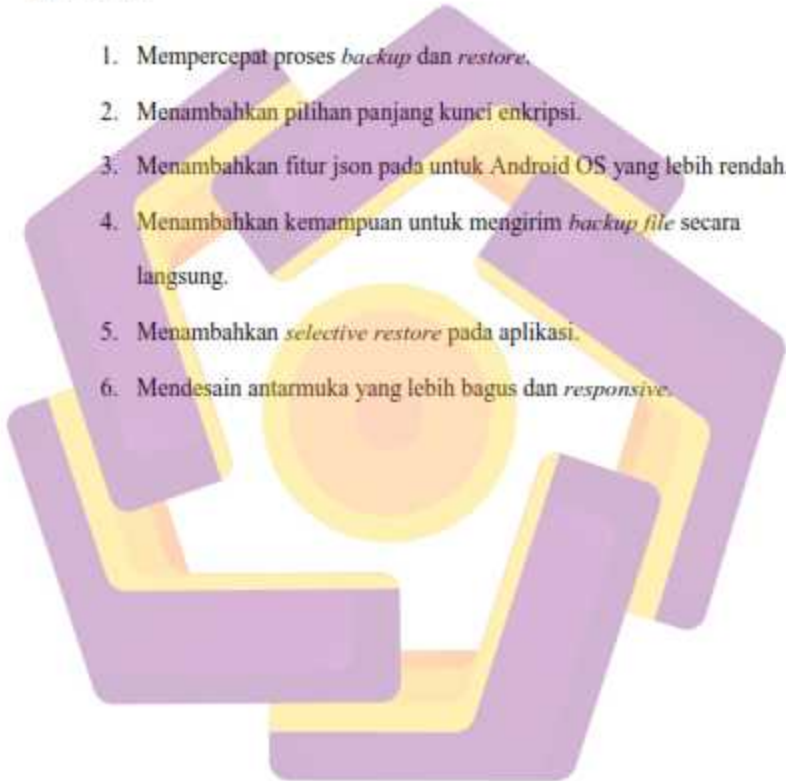 1. Mempercepat proses backup dan restore.
2. Menambahkan pilihan panjang kunci enkripsi.
3. Menambahkan fitur json pada untuk Android OS yang lebih rendah
4. Menambahkan kemampuan untuk mengirim backup file secara
langsung.
5. Menambahkan selective restore pada aplikasi.
6. Mendesain antarmuka yang lebih bagus dan responsive.